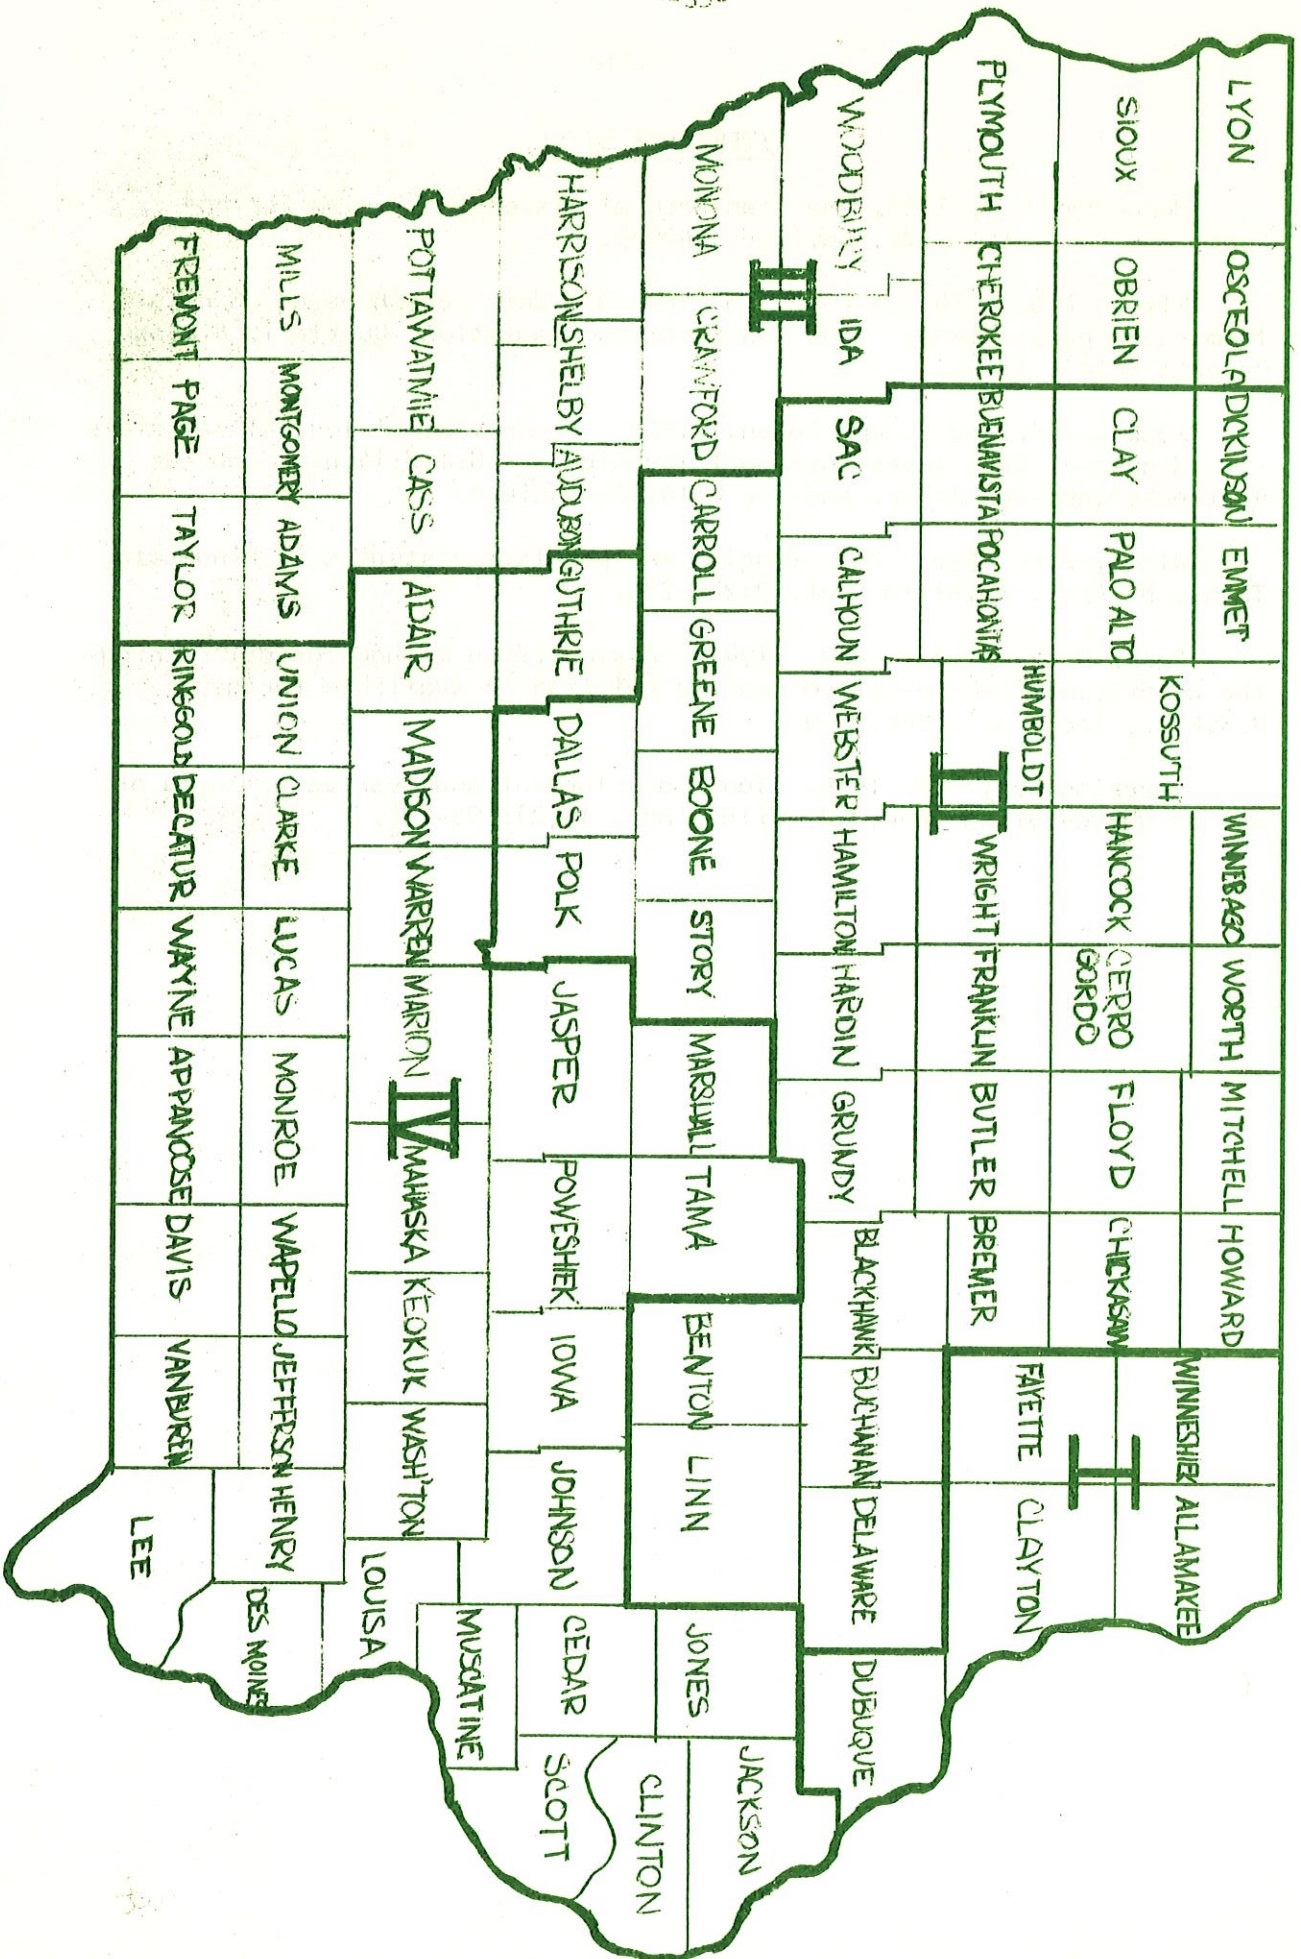 LYON
OSCEOLA
DICKINSON
EMMET
KOSSUTH
WINNEBAGO
WORTH
MITCHELL
HOWARD
WINNESHIEK
ALLAMAKEE
SIOUX
OBRIEN
CLAY
PALO ALTO
HANCOCK
CERRO
GORDO
FLOYD
CHICKASAW
I
PLYMOUTH
CHEROKEE
BUENAVISTA
POCAHONTAS
HUMBOLDT
II
WRIGHT
FRANKLIN
BUTLER
BREMER
FAYETTE
CLAYTON
WOODBURY
IDA
SAC
CALHOUN
WEBSTER
HAMILTON
HARDIN
GRUNDY
BLACKHAWK
BUCHANAN
DELAWARE
DUBUQUE
III
MONONA
CRAWFORD
CARROLL
GREENE
BOONE
STORY
MARSHALL
TAMA
BENTON
LINN
JONES
JACKSON
HARRISON
SHELBY
AUDUBON
GUTHRIE
DALLAS
POLK
JASPER
POWESHIEK
IOWA
JOHNSON
CEDAR
CLINTON
SCOTT
POTTAWATMIE
CASS
ADAIR
MADISON
WARREN
MARION
IV
MAHASKA
KEOKUK
WASH'TON
LOUISA
MUSCATINE
MILLS
MONTGOMERY
ADAMS
UNION
CLARKE
LUCAS
MONROE
WAPELLO
JEFFERSON
HENRY
DES MOINES
FREMONT
PAGE
TAYLOR
RINGGOLD
DECATUR
WAYNE
APPANOOSE
DAVIS
VANBUREN
LEE